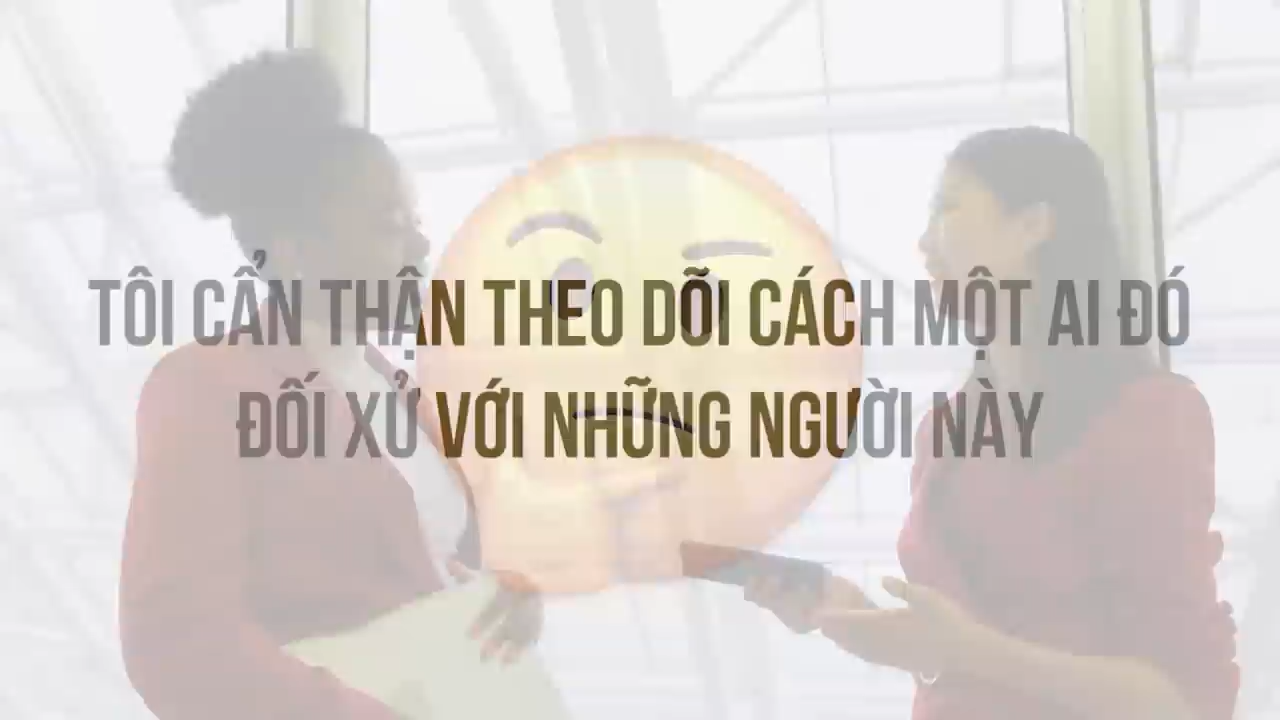 TÔI CẨN THẬN THEO DÕI CÁCH MỘT AI ĐÓ
ĐỐI XỬ VỚI NHỮNG NGƯỜI NÀY